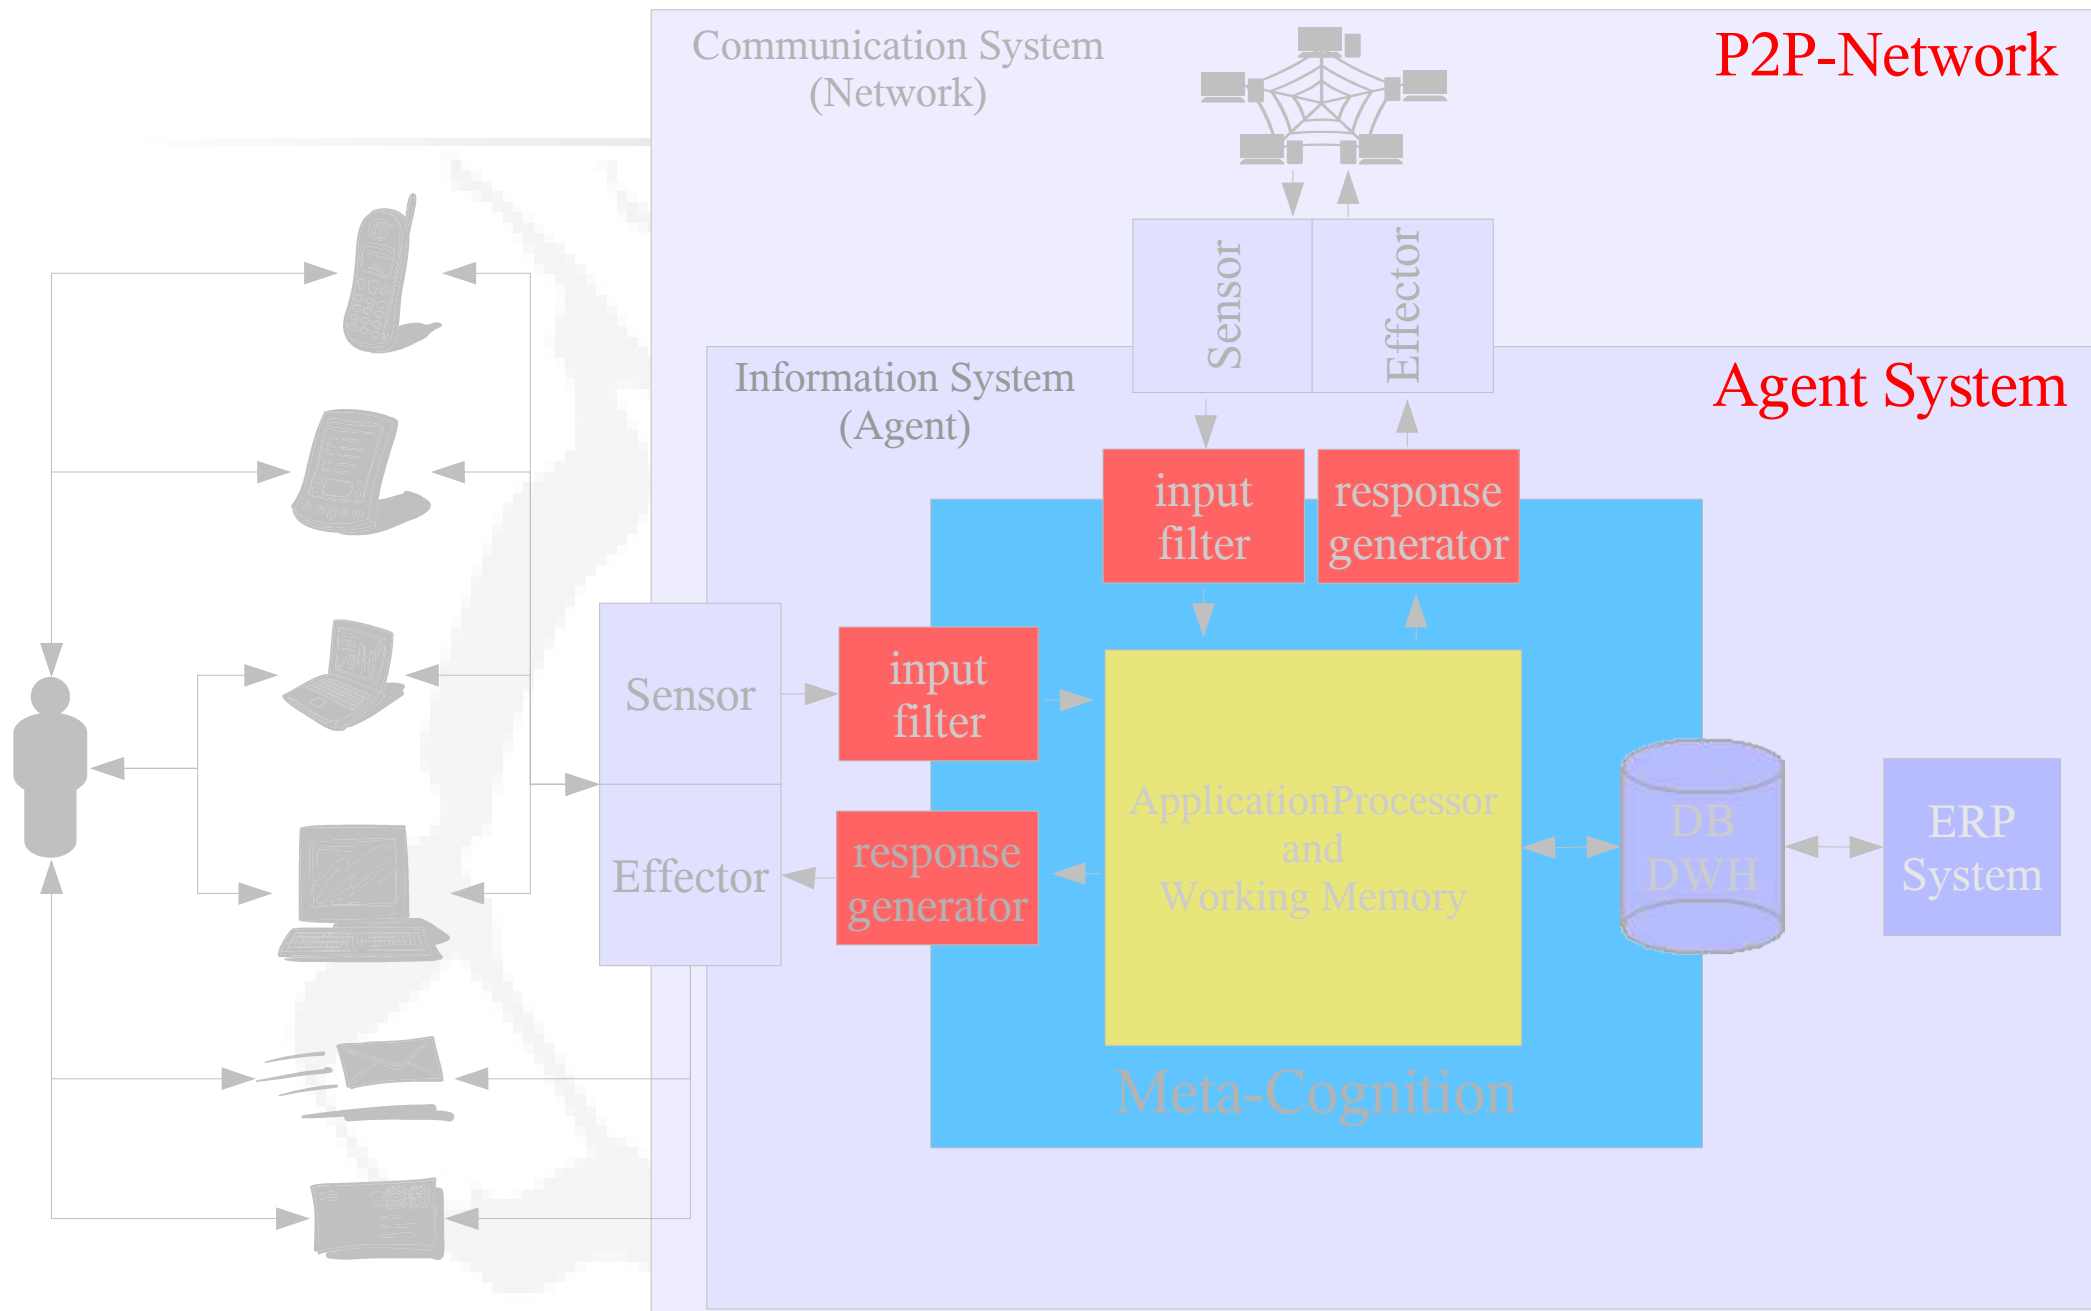 Communication System
(Network)
P2P-Network
Sensor
Effector
Information System
(Agent)
Agent System
input
filter
response
generator
Sensor
input
filter
Effector
response
generator
ApplicationProcessor
and
Working Memory
DB
DWH
ERP
System
Meta-Cognition